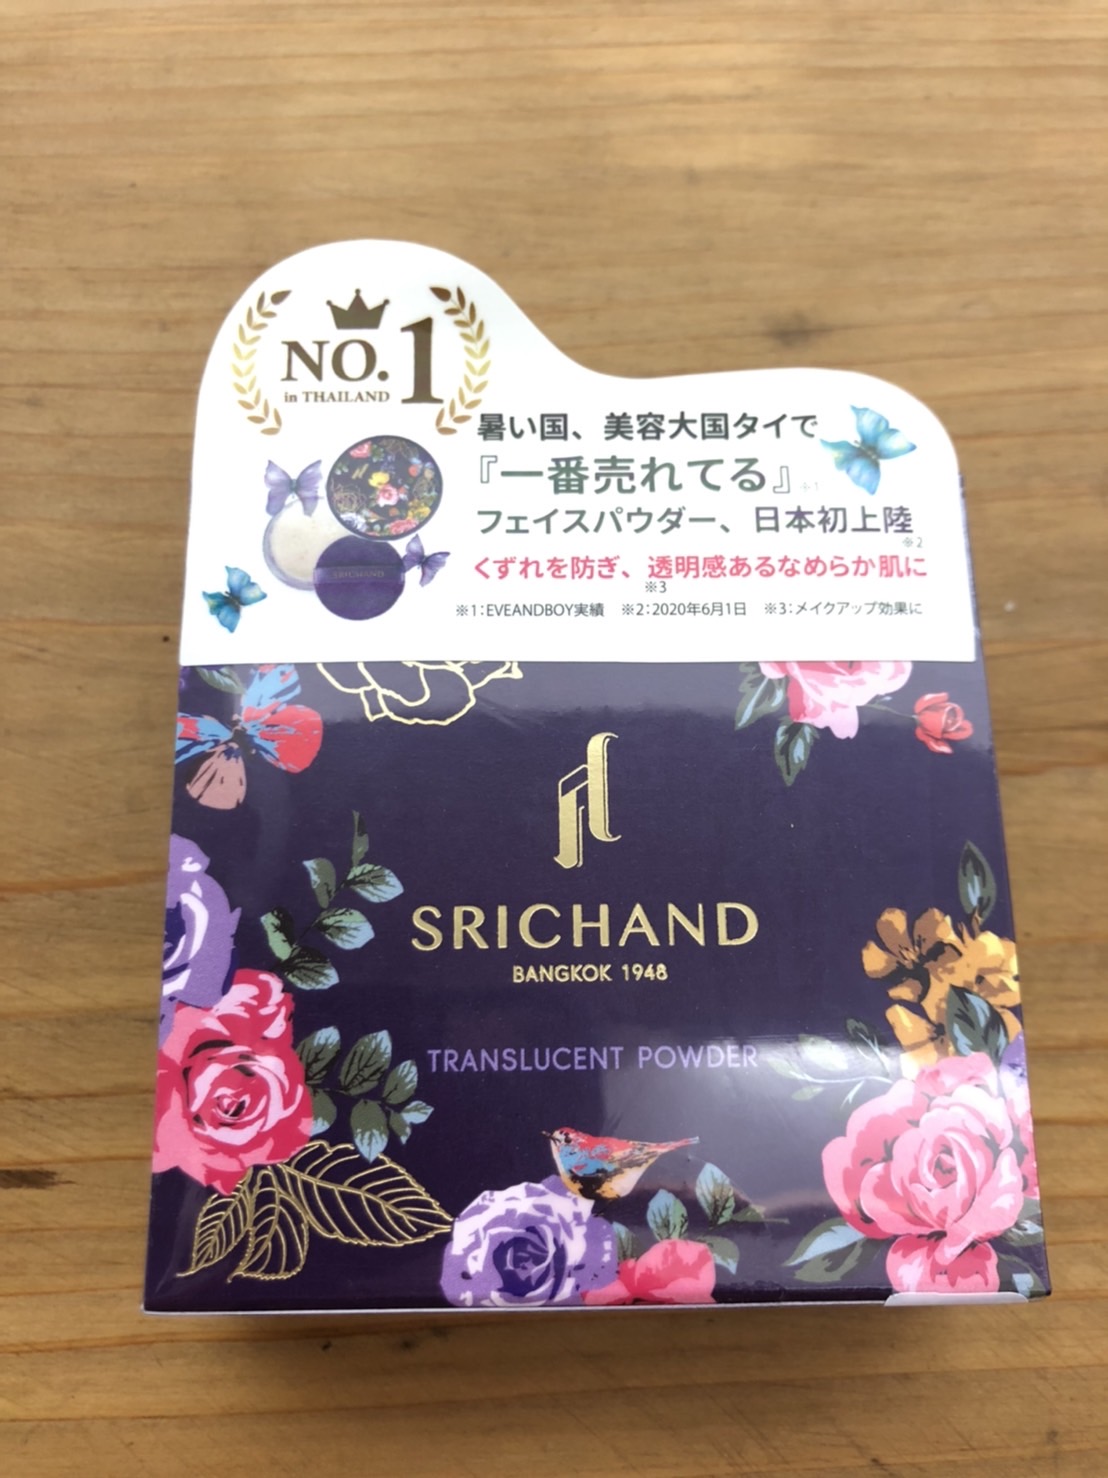 NO.1
in THAILAND
暑い国、美容大国タイで
『一番売れてる』※1
フェイスパウダー、日本初上陸
※2
くずれを防ぎ、透明感あるなめらか肌に
※3
※1:EVEANDBOY実績 ※2:2020年6月1日 ※3:メイクアップ効果に
SRICHAND
SRICHAND
BANGKOK 1948
TRANSLUCENT POWDER